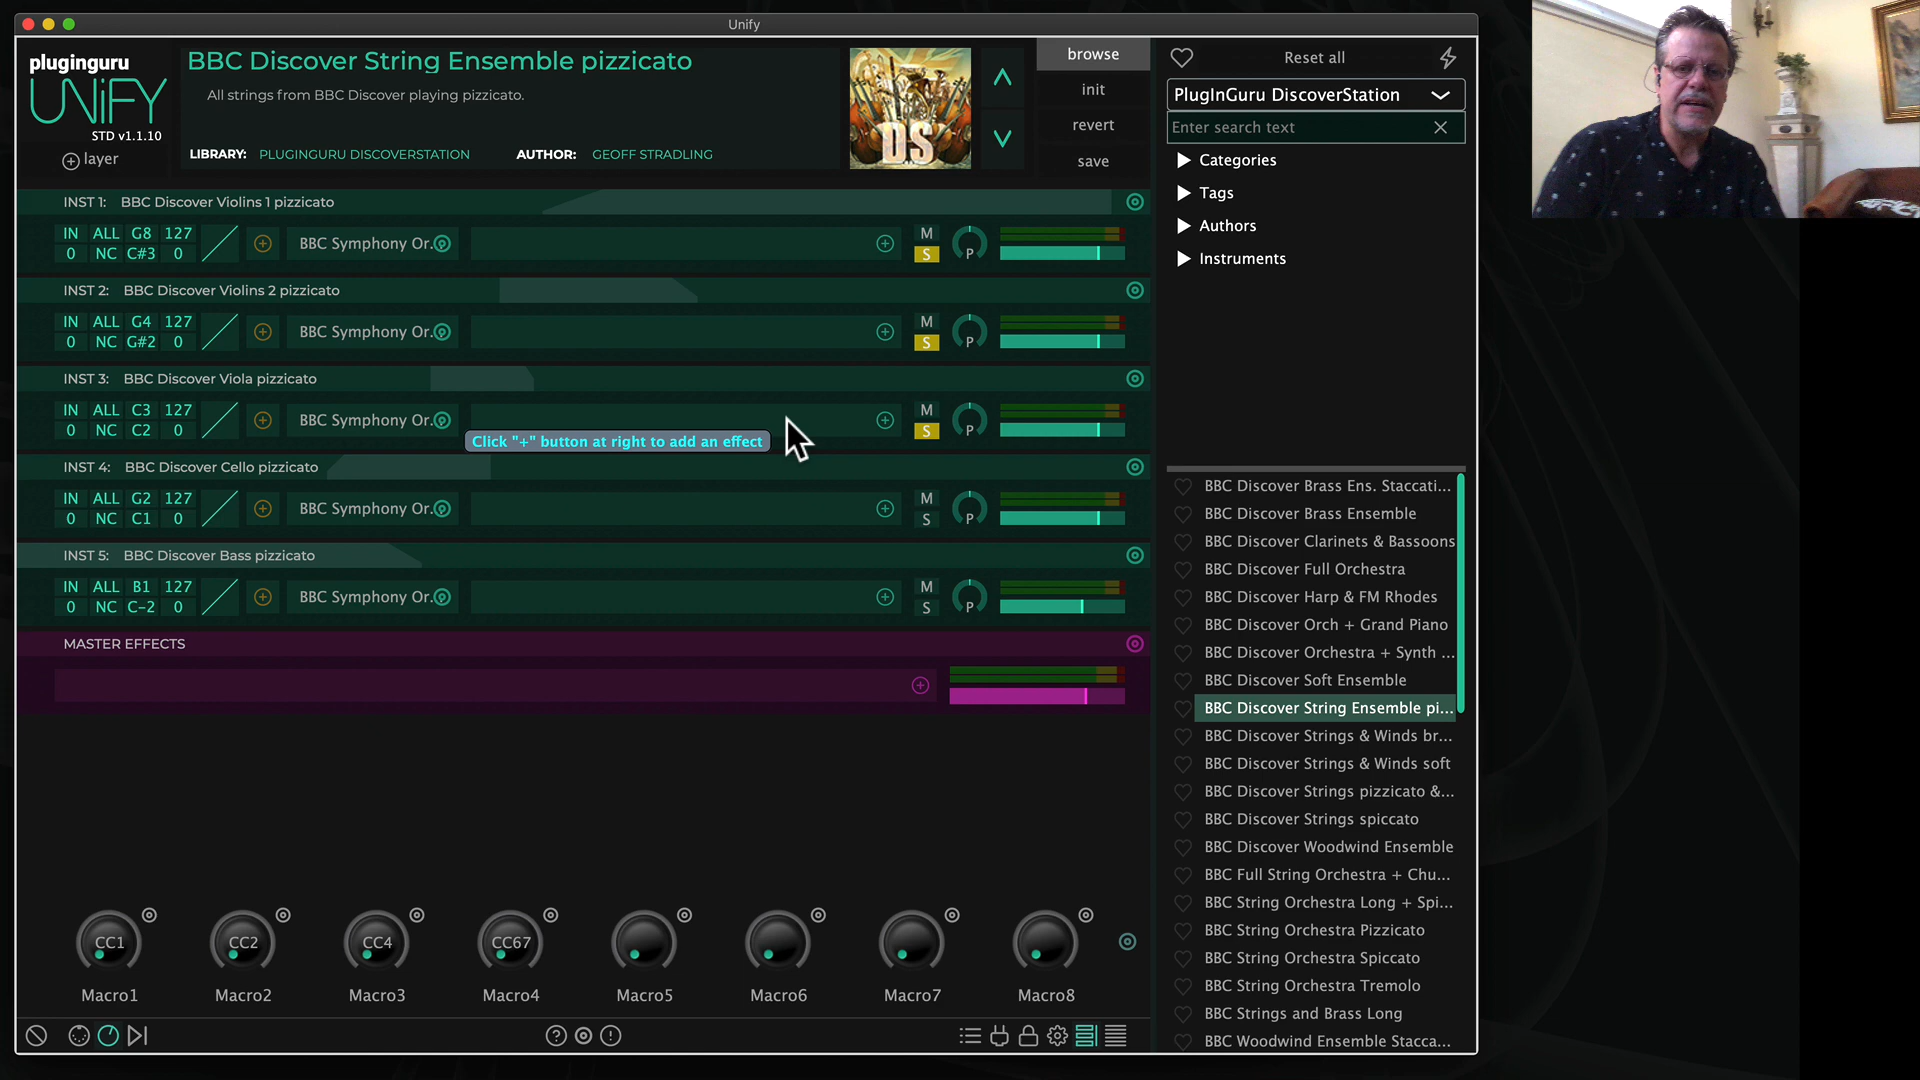 Unify
pluginguru
UNiFY
STD v1.1.10
layer
BBC Discover String Ensemble pizzicato
All strings from BBC Discover playing pizzicato.
LIBRARY: PLUGINGURU DISCOVERSTATION AUTHOR: GEOFF STRADLING
DS
browse
init
revert
save
INST 1: BBC Discover Violins 1 pizzicato
IN ALL G8 127
0 NC C#3 0
BBC Symphony Or.
M
S
P
INST 2: BBC Discover Violins 2 pizzicato
IN ALL G4 127
0 NC G#2 0
BBC Symphony Or.
M
S
P
INST 3: BBC Discover Viola pizzicato
IN ALL C3 127
0 NC C2 0
BBC Symphony Or.
M
S
P
Click "+" button at right to add an effect
INST 4: BBC Discover Cello pizzicato
IN ALL G2 127
0 NC C1 0
BBC Symphony Or.
M
S
P
INST 5: BBC Discover Bass pizzicato
IN ALL B1 127
0 NC C-2 0
BBC Symphony Or.
M
S
P
MASTER EFFECTS
CC1 CC2 CC4 CC67
Macro1 Macro2 Macro3 Macro4 Macro5 Macro6 Macro7 Macro8
Reset all
PlugInGuru DiscoverStation
Enter search text
Categories
Tags
Authors
Instruments
BBC Discover Brass Ens. Staccati...
BBC Discover Brass Ensemble
BBC Discover Clarinets & Bassoons
BBC Discover Full Orchestra
BBC Discover Harp & FM Rhodes
BBC Discover Orch + Grand Piano
BBC Discover Orchestra + Synth ...
BBC Discover Soft Ensemble
BBC Discover String Ensemble pi...
BBC Discover Strings & Winds br...
BBC Discover Strings & Winds soft
BBC Discover Strings pizzicato &...
BBC Discover Strings spiccato
BBC Discover Woodwind Ensemble
BBC Full String Orchestra + Chu...
BBC String Orchestra Long + Spi...
BBC String Orchestra Pizzicato
BBC String Orchestra Spiccato
BBC String Orchestra Tremolo
BBC Strings and Brass Long
BBC Woodwind Ensemble Stacca...